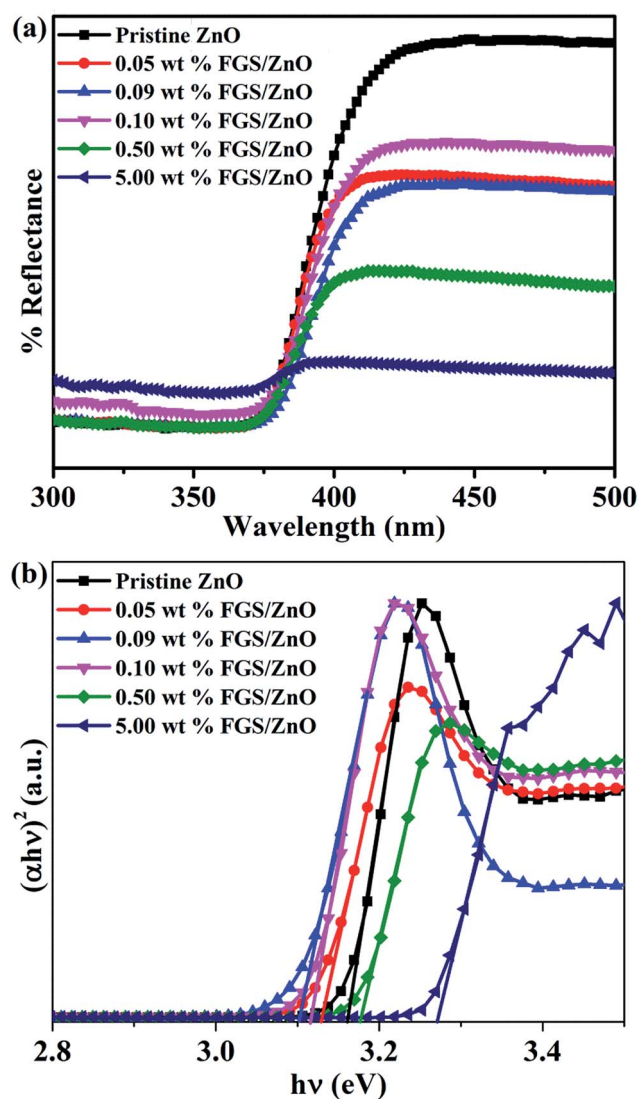 (a)
Pristine ZnO
0.05 wt % FGS/ZnO
0.09 wt % FGS/ZnO
0.10 wt % FGS/ZnO
0.50 wt % FGS/ZnO
5.00 wt % FGS/ZnO
% Reflectance
300 350 400 450 500
Wavelength (nm)
(b)
Pristine ZnO
0.05 wt % FGS/ZnO
0.09 wt % FGS/ZnO
0.10 wt % FGS/ZnO
0.50 wt % FGS/ZnO
5.00 wt % FGS/ZnO
(αhν)² (a.u.)
2.8 3.0 3.2 3.4
hν (eV)